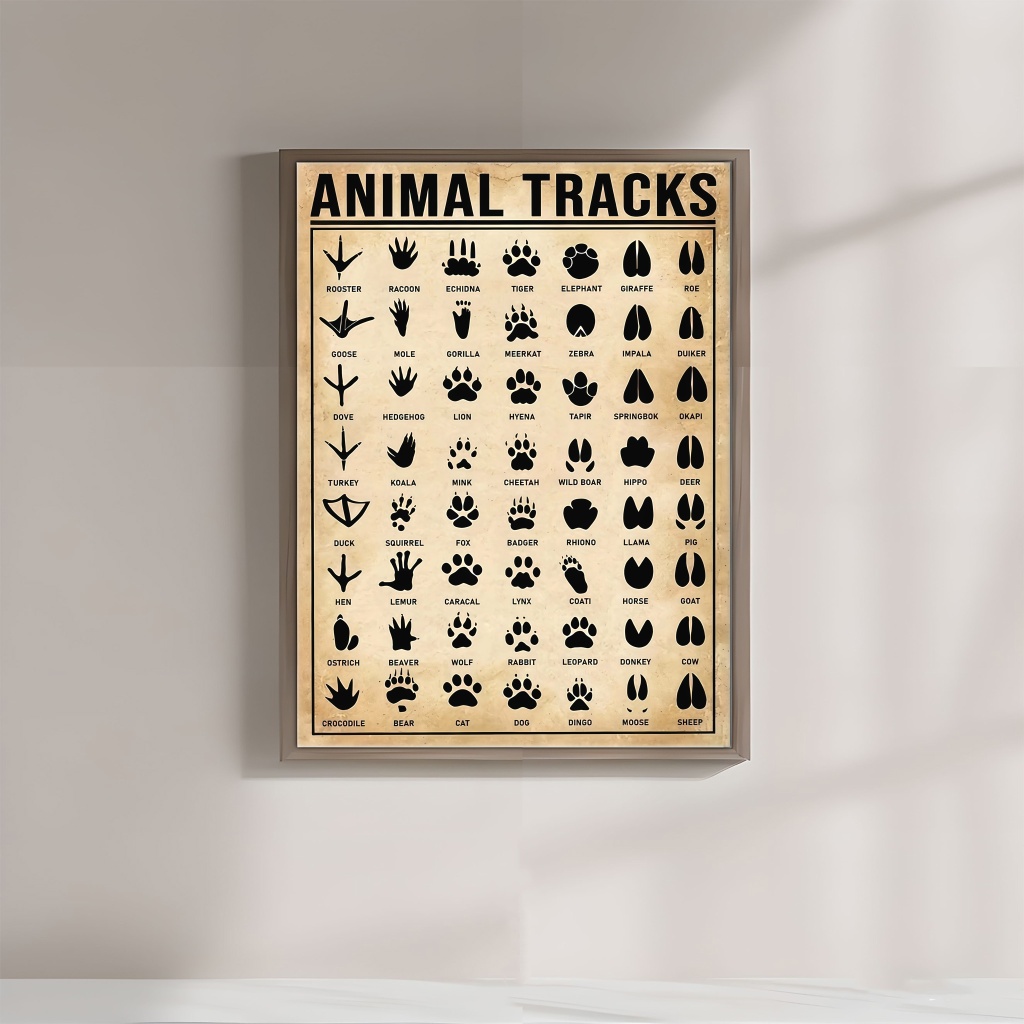 ANIMAL TRACKS
ROOSTER RACOON ECHIDNA TIGER ELEPHANT GIRAFFE ROE
GOOSE MOLE GORILLA MEERKAT ZEBRA IMPALA DUIKER
DOVE HEDGEHOG LION HYENA TAPIR SPRINGBOK OKAPI
TURKEY KOALA MINK CHEETAH WILD BOAR HIPPO DEER
DUCK SQUIRREL FOX BADGER RHIONO LLAMA PIG
HEN LEMUR CARACAL LYNX COATI HORSE GOAT
OSTRICH BEAVER WOLF RABBIT LEOPARD DONKEY COW
CROCODILE BEAR CAT DOG DINGO MOOSE SHEEP